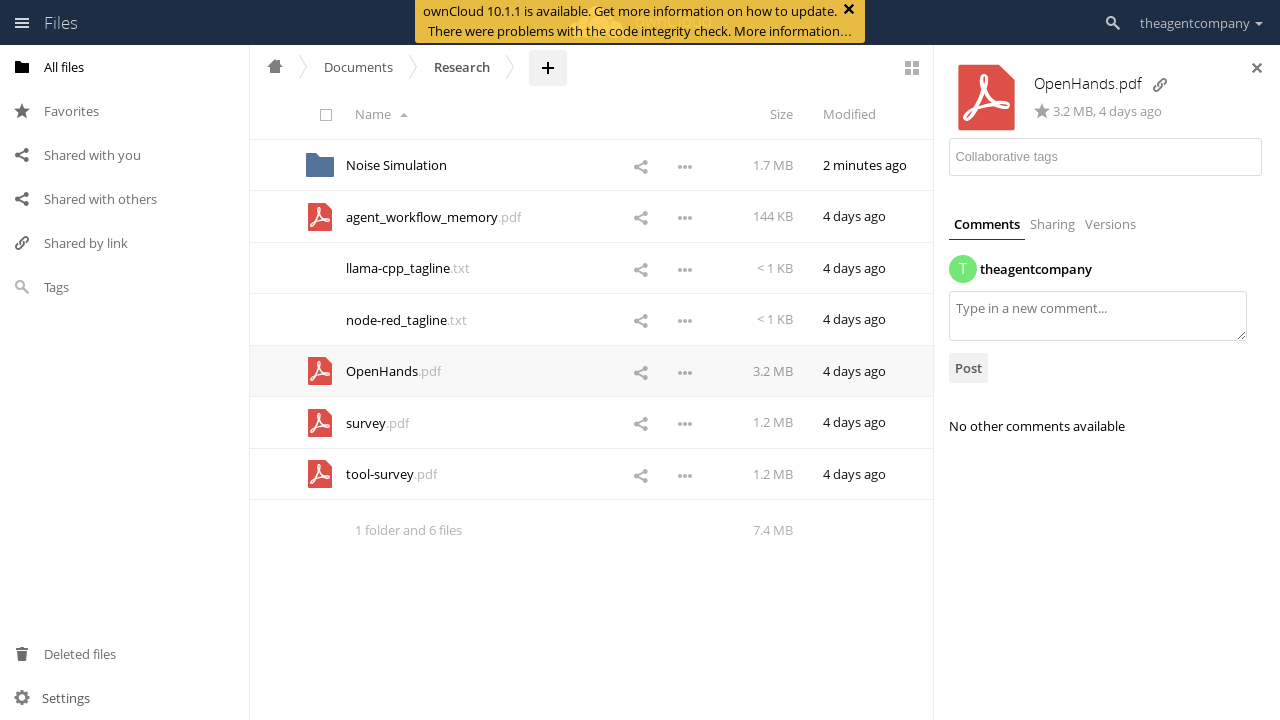 Files
ownCloud 10.1.1 is available. Get more information on how to update.
There were problems with the code integrity check. More information…
theagentcompany
All files
Favorites
Shared with you
Shared with others
Shared by link
Tags
Deleted files
Settings
Documents
Research
Name
Size
Modified
Noise Simulation
1.7 MB
2 minutes ago
agent_workflow_memory.pdf
144 KB
4 days ago
llama-cpp_tagline.txt
< 1 KB
4 days ago
node-red_tagline.txt
< 1 KB
4 days ago
OpenHands.pdf
3.2 MB
4 days ago
survey.pdf
1.2 MB
4 days ago
tool-survey.pdf
1.2 MB
4 days ago
1 folder and 6 files
7.4 MB
OpenHands.pdf
3.2 MB, 4 days ago
Collaborative tags
Comments
Sharing
Versions
T
theagentcompany
Type in a new comment...
Post
No other comments available